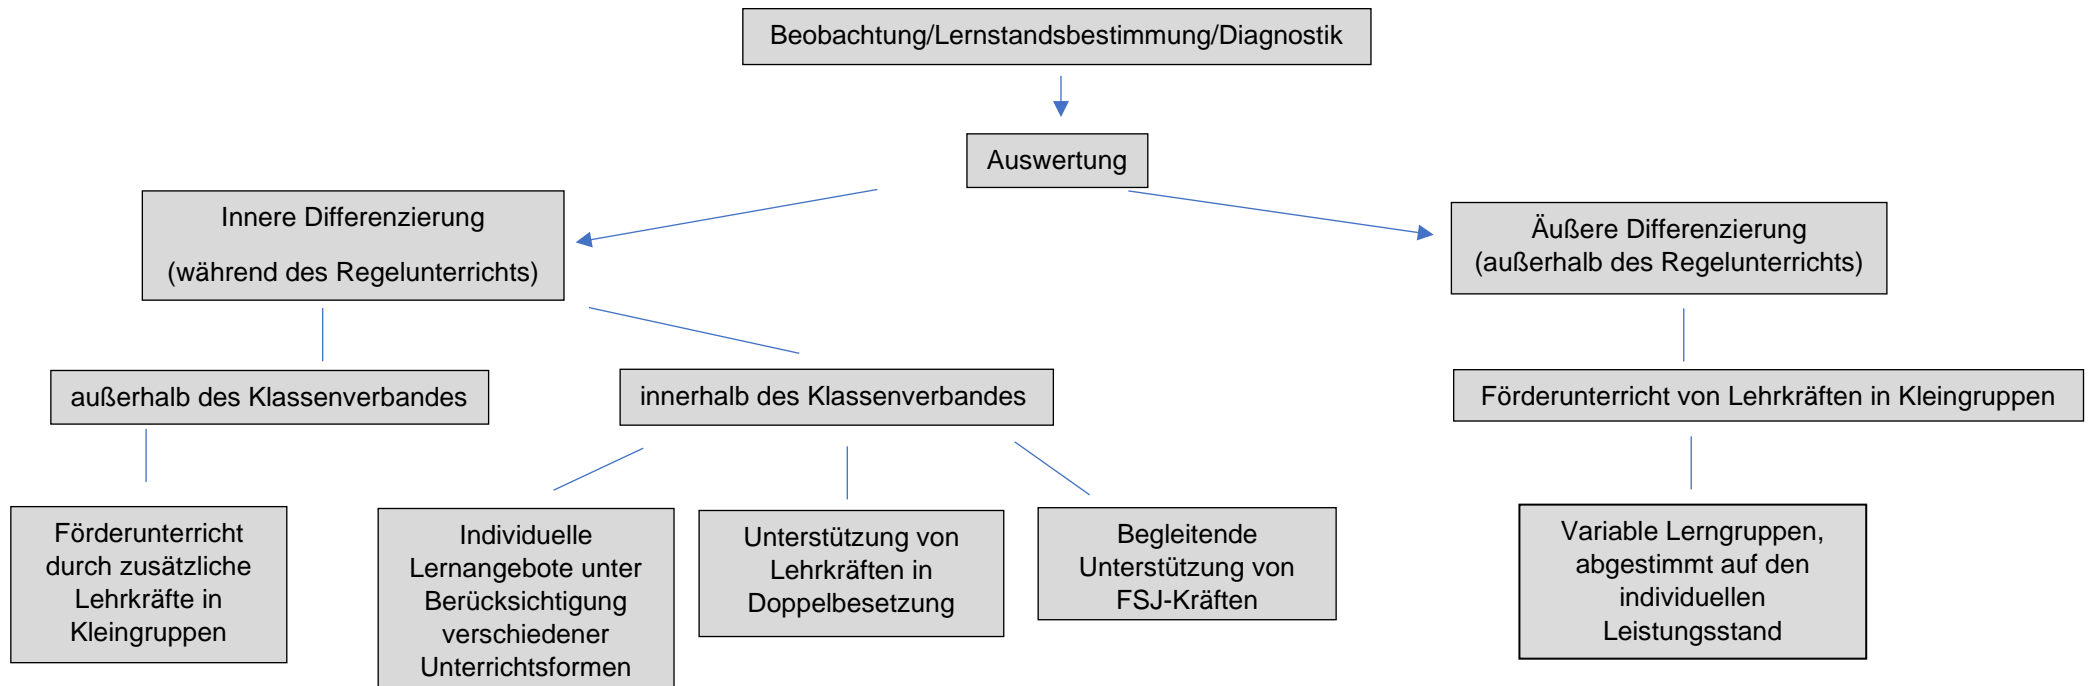 Beobachtung/Lernstandsbestimmung/Diagnostik
Auswertung
Innere Differenzierung
(während des Regelunterrichts)
Äußere Differenzierung
(außerhalb des Regelunterrichts)
außerhalb des Klassenverbandes
innerhalb des Klassenverbandes
Förderunterricht von Lehrkräften in Kleingruppen
Förderunterricht
durch zusätzliche
Lehrkräfte in
Kleingruppen
Individuelle
Lernangebote unter
Berücksichtigung
verschiedener
Unterrichtsformen
Unterstützung von
Lehrkräften in
Doppelbesetzung
Begleitende
Unterstützung von
FSJ-Kräften
Variable Lerngruppen,
abgestimmt auf den
individuellen
Leistungsstand